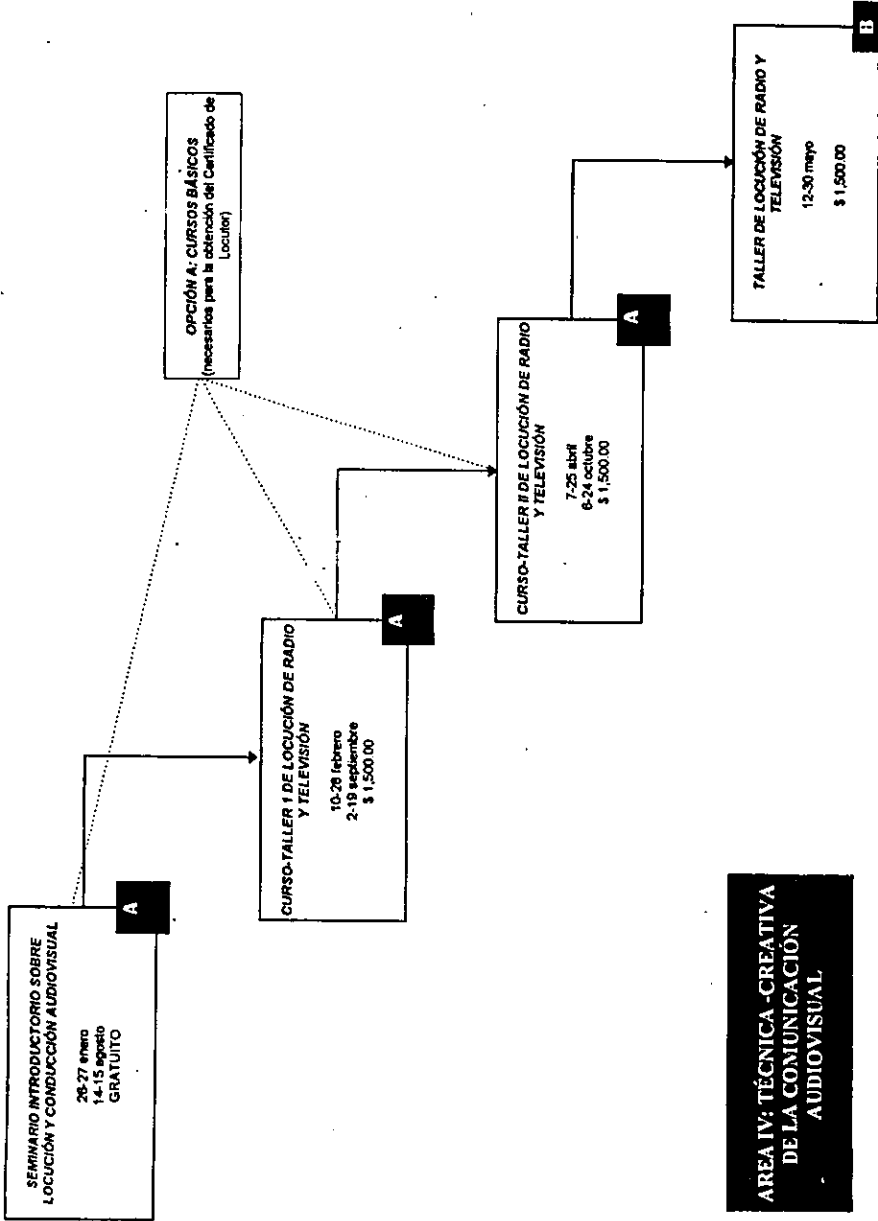 SEMINARIO INTRODUCTORIO SOBRE
LOCUCIÓN Y CONDUCCIÓN AUDIOVISUAL
26-27 enero
14-15 agosto
GRATUITO
A
CURSO-TALLER 1 DE LOCUCIÓN DE RADIO
Y TELEVISIÓN
10-28 febrero
2-19 septiembre
$ 1,500.00
A
OPCIÓN A: CURSOS BÁSICOS
(necesarios para la obtención del Certificado de
Locutor)
CURSO-TALLER II DE LOCUCIÓN DE RADIO
Y TELEVISIÓN
7-25 abril
6-24 octubre
$ 1,500.00
A
TALLER DE LOCUCIÓN DE RADIO Y
TELEVISIÓN
12-30 mayo
$ 1,500.00
B
AREA IV: TÉCNICA -CREATIVA
DE LA COMUNICACIÓN
AUDIOVISUAL